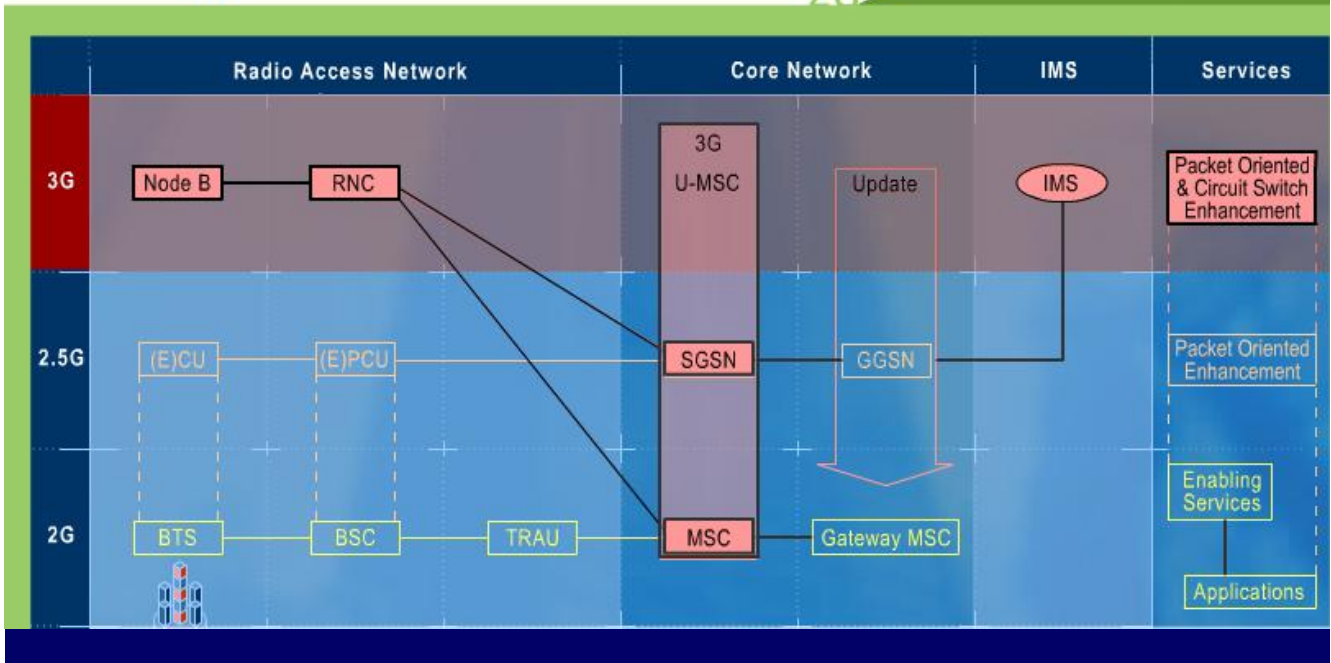 Radio Access Network
Core Network
IMS
Services
3G
Node B
RNC
3G
U-MSC
Update
IMS
Packet Oriented
& Circuit Switch
Enhancement
2.5G
(E)CU
(E)PCU
SGSN
GGSN
Packet Oriented
Enhancement
2G
BTS
BSC
TRAU
MSC
Gateway MSC
Enabling
Services
Applications